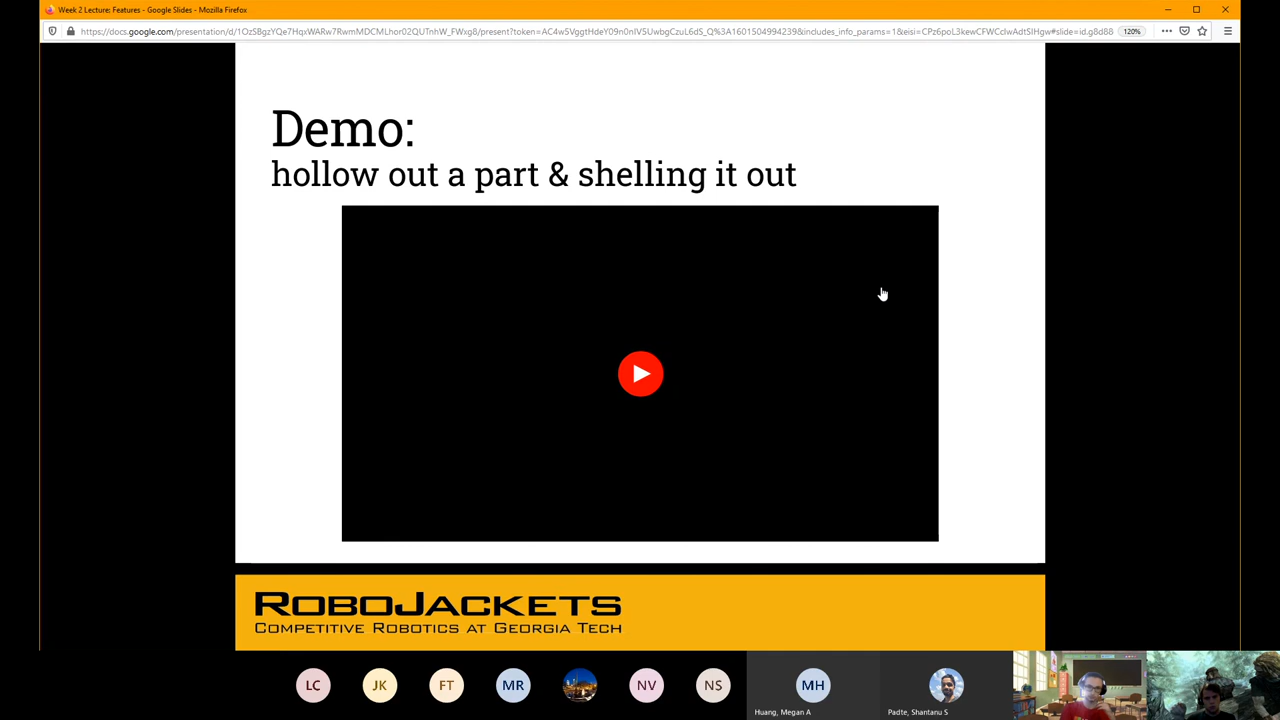 Week 2 Lecture: Features - Google Slides - Mozilla Firefox
120%
Demo:
hollow out a part & shelling it out
ROBOJACKETS
COMPETITIVE ROBOTICS AT GEORGIA TECH
LC JK FT MR NV NS MH
Huang, Megan A
Padte, Shantanu S